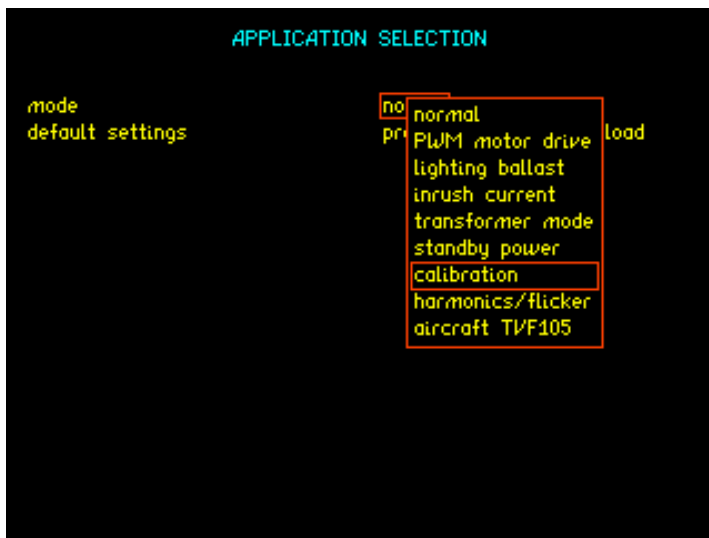 APPLICATION SELECTION
mode
default settings load
normal
PWM motor drive
lighting ballast
inrush current
transformer mode
standby power
calibration
harmonics/flicker
aircraft TVF105